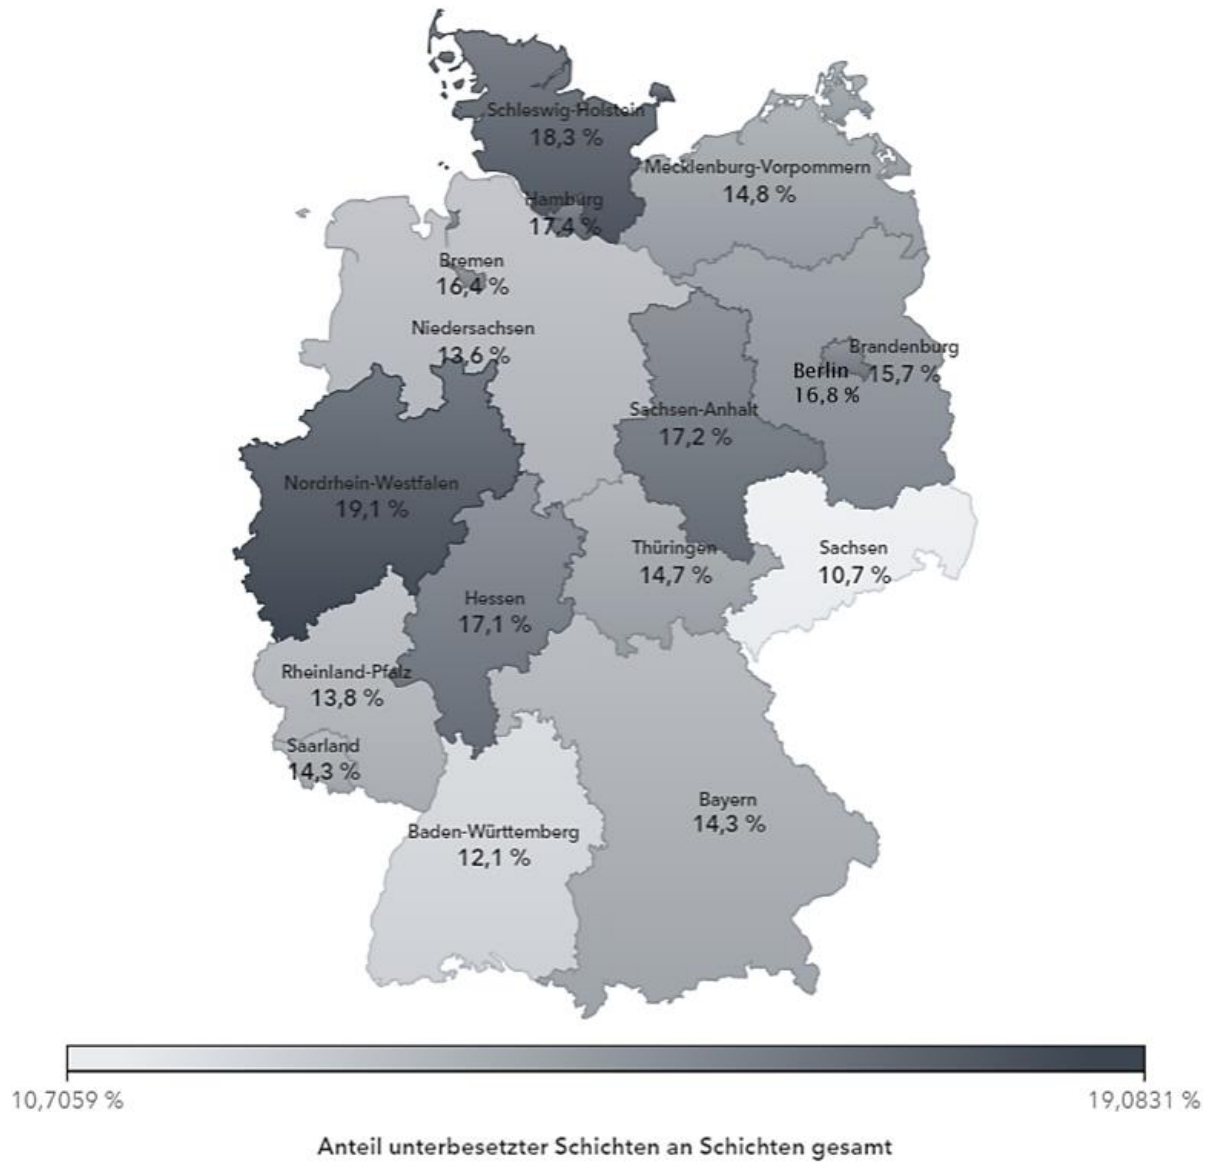 Schleswig-Holstein
18,3 %
Mecklenburg-Vorpommern
14,8 %
Hamburg
17,4 %
Bremen
16,4 %
Niedersachsen
13,6 %
Brandenburg
15,7 %
Berlin
16,8 %
Sachsen-Anhalt
17,2 %
Nordrhein-Westfalen
19,1 %
Thüringen
14,7 %
Sachsen
10,7 %
Hessen
17,1 %
Rheinland-Pfalz
13,8 %
Saarland
14,3 %
Bayern
14,3 %
Baden-Württemberg
12,1 %
10,7059 %
19,0831 %
Anteil unterbesetzter Schichten an Schichten gesamt